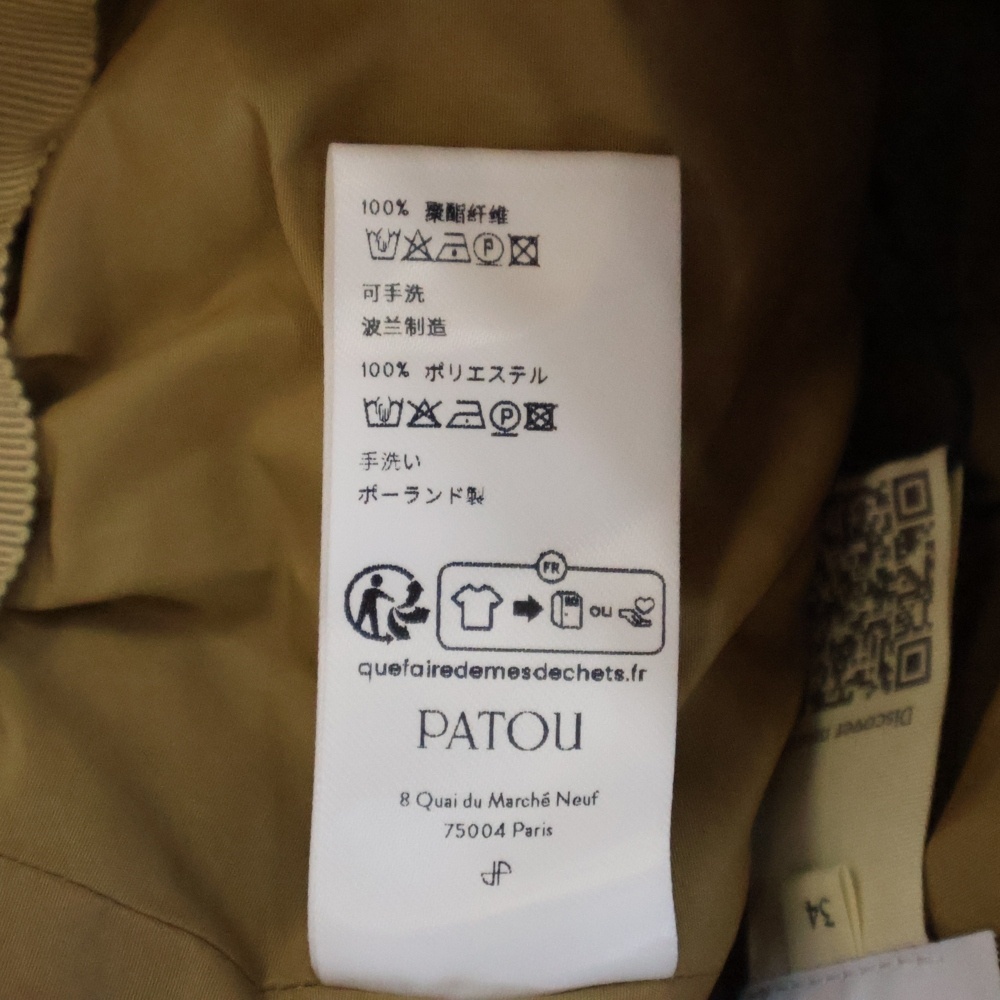 100% 聚酯纤维
P
可手洗
波兰制造
100% ポリエステル
P
手洗い
ポーランド製
FR
ou
quefairedemesdechets.fr
PATOU
8 Quai du Marché Neuf
75004 Paris
JP
Discover
34